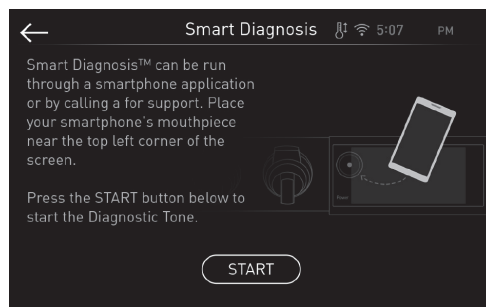 Smart Diagnosis 5:07 PM
Smart Diagnosis™ can be run
through a smartphone application
or by calling a for support. Place
your smartphone's mouthpiece
near the top left corner of the
screen.
Press the START button below to
start the Diagnostic Tone.
Power
START